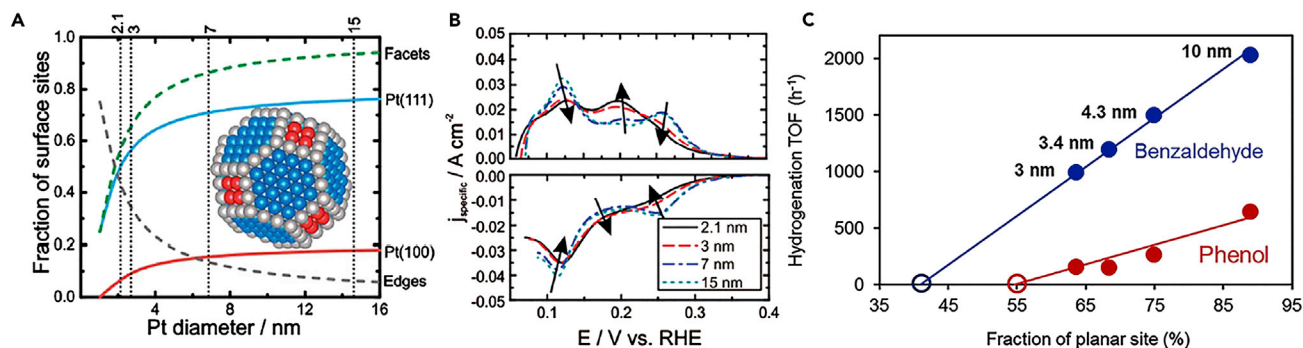 A
2.1
3
7
15
1.0
0.8
0.6
0.4
0.2
0.0
Fraction of surface sites
4
8
12
16
Pt diameter / nm
Facets
Pt(111)
Pt(100)
Edges
B
0.05
0.04
0.03
0.02
0.01
0.00
0.00
-0.01
-0.02
-0.03
-0.04
-0.05
j specific / A cm-2
2.1 nm
3 nm
7 nm
15 nm
0.1
0.2
0.3
0.4
E / V vs. RHE
C
2000
1500
1000
500
0
Hydrogenation TOF (h-1)
10 nm
4.3 nm
3.4 nm
3 nm
Benzaldehyde
Phenol
35
45
55
65
75
85
95
Fraction of planar site (%)